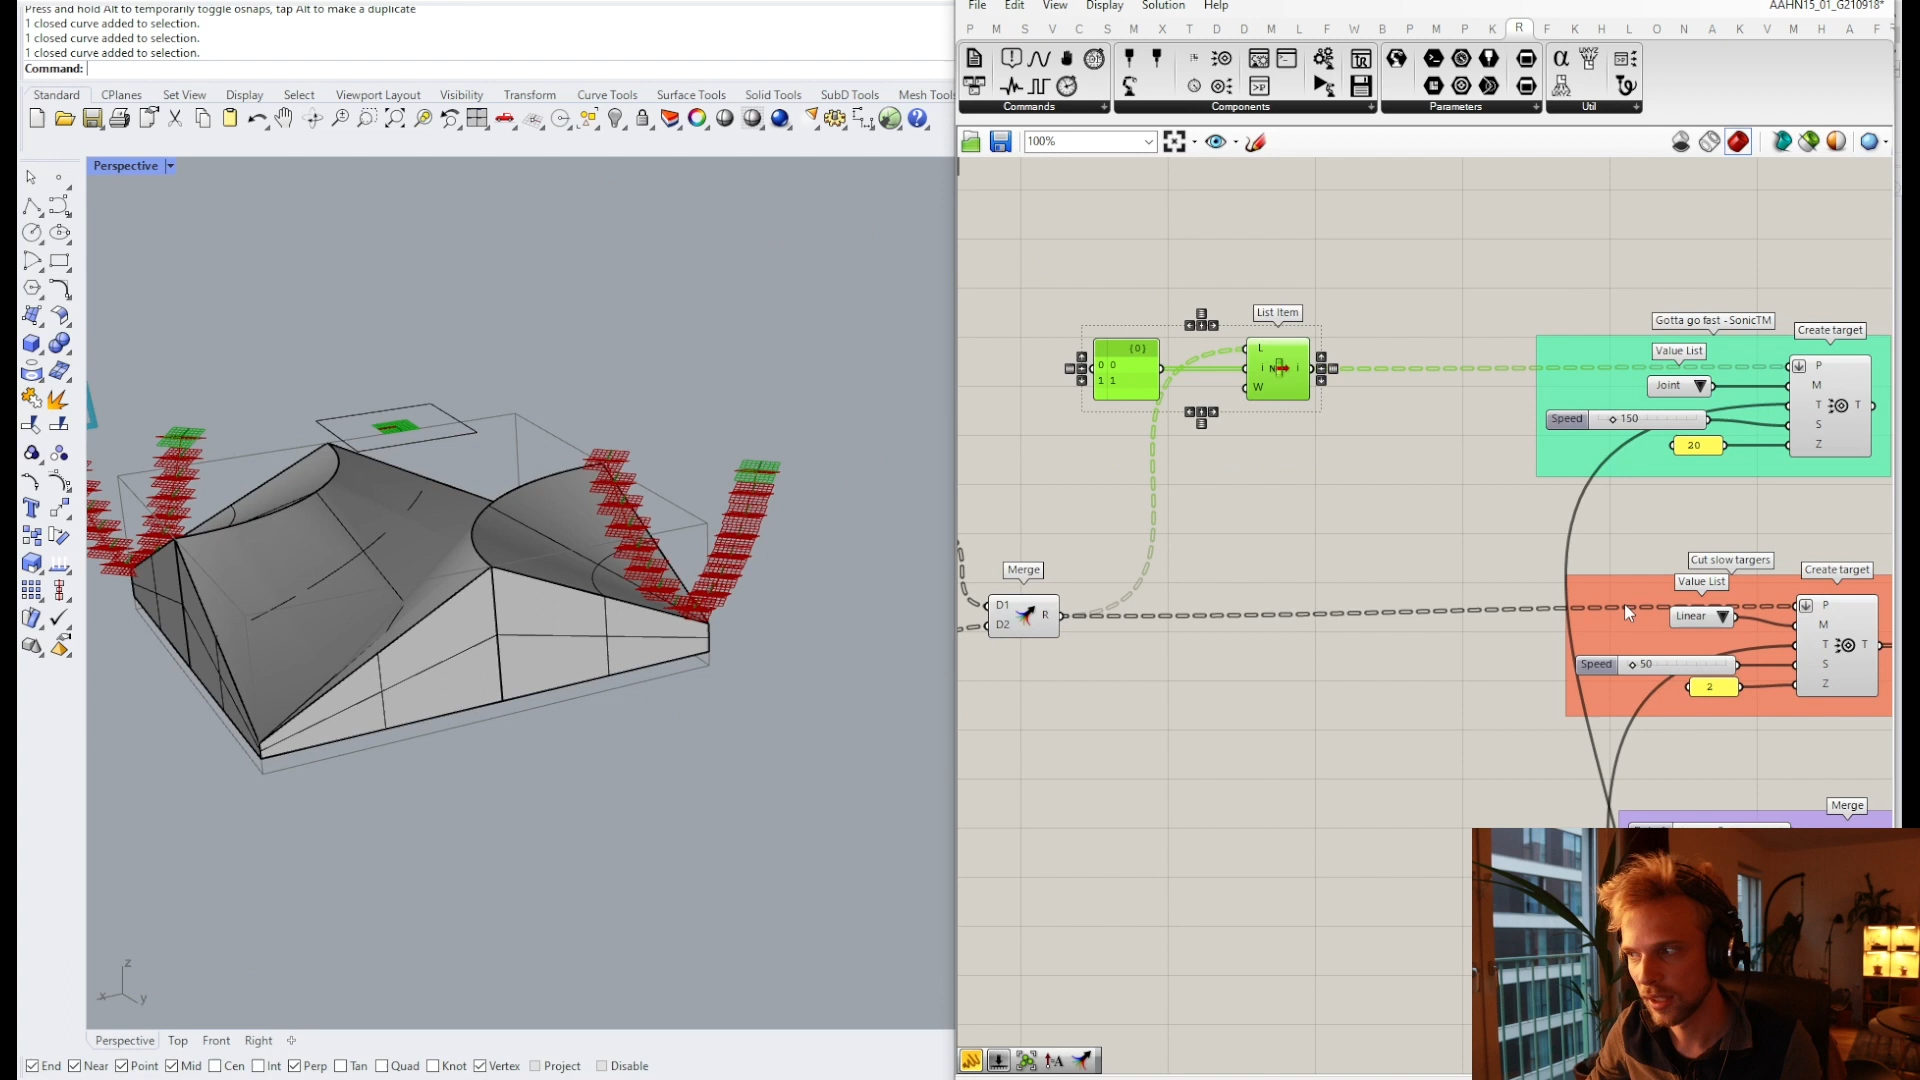 Press and hold Alt to temporarily toggle osnaps, tap Alt to make a duplicate
1 closed curve added to selection.
1 closed curve added to selection.
1 closed curve added to selection.
Command:
Standard CPlanes Set View Display Select Viewport Layout Visibility Transform Curve Tools Surface Tools Solid Tools SubD Tools Mesh Tools
Perspective
z
x y
Perspective Top Front Right
End Near Point Mid Cen Int Perp Tan Quad Knot Vertex Project Disable
File Edit View Display Solution Help AAHN15_01_G210918*
P M S V C S M X T D D M L F W B P M P K R F K H L O N A K V M H A F
Commands Components Parameters Util
100%
List Item
{0}
0 0
1 1
L
i i
W
Gotta go fast - SonicTM
Create target
Value List
Joint
Speed 150
20
P
M
T T
S
Z
Merge
D1
D2 R
Cut slow targers
Value List
Create target
Linear
Speed 50
2
P
M
T T
S
Z
Merge